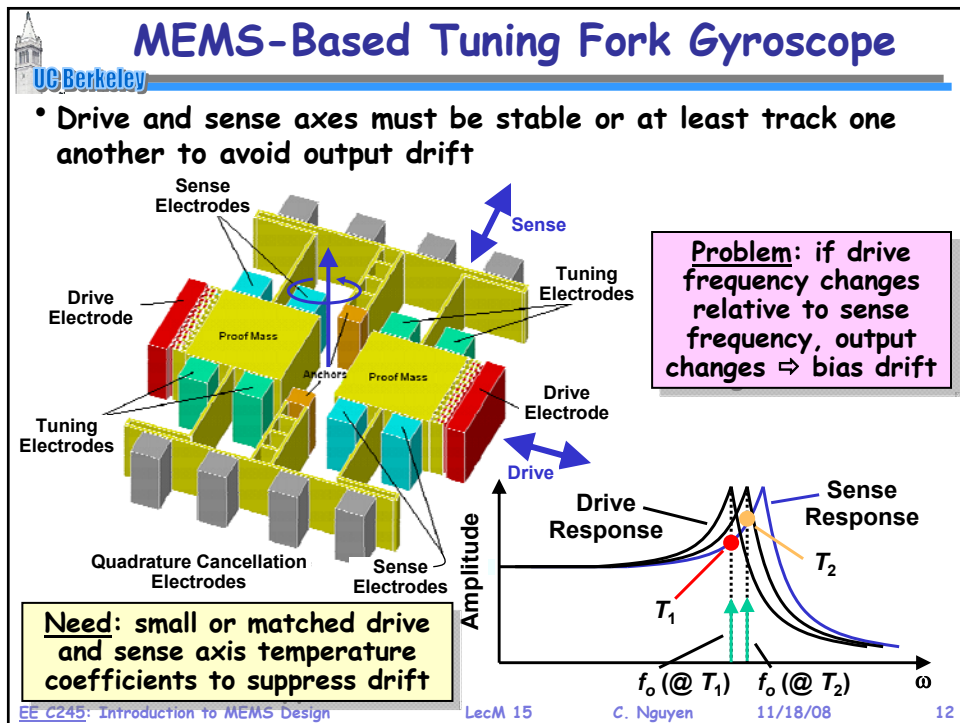 MEMS-Based Tuning Fork Gyroscope
UC Berkeley
• Drive and sense axes must be stable or at least track one
another to avoid output drift
Sense
Electrodes
Sense
Tuning
Electrodes
Drive
Electrode
Proof Mass
Anchors
Proof Mass
Drive
Electrode
Tuning
Electrodes
Drive
Quadrature Cancellation
Electrodes
Sense
Electrodes
Problem: if drive
frequency changes
relative to sense
frequency, output
changes ⇨ bias drift
Amplitude
Drive
Response
Sense
Response
T₁
T₂
fₒ (@ T₁)
fₒ (@ T₂)
ω
Need: small or matched drive
and sense axis temperature
coefficients to suppress drift
EE C245: Introduction to MEMS Design LecM 15 C. Nguyen 11/18/08 12